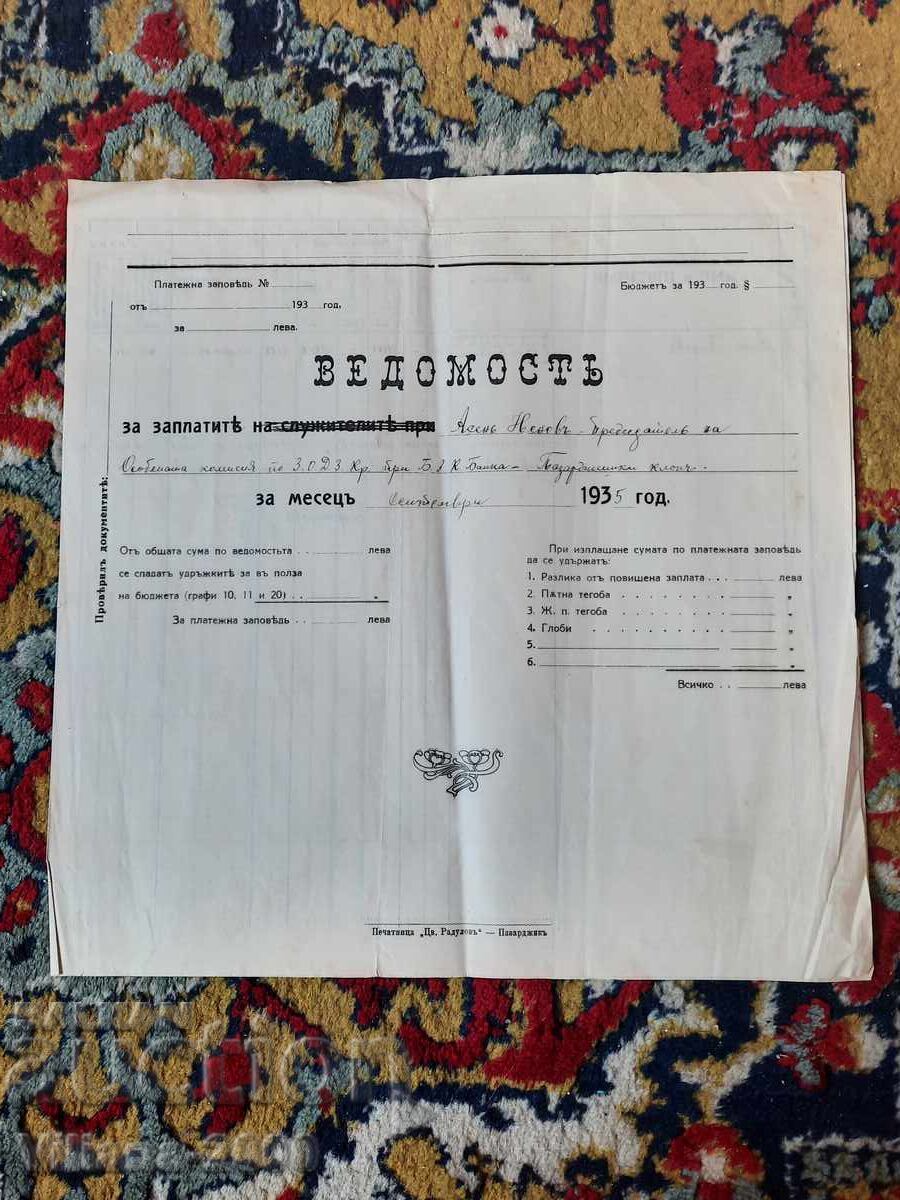 Платежна заповѣдь №
Бюджетъ за 193 год. §
отъ 193 год.
за лева.
ВЕДОМОСТЬ
за заплатитѣ на служителитѣ при Асенъ Неновъ - Председатель на
Особената комисия по З.О.Д.З. Кр. при Б.З.К. Банка - Пазарджишки клонъ.
за месецъ Септемврий 1935 год.
Провѣрилъ документитѣ:
Отъ общата сума по ведомостьта . . лева
се спадатъ удръжкитѣ за въ полза
на бюджета (графи 10, 11 и 20) . . „
За платежна заповѣдь . . лева
При изплащане сумата по платежната заповѣдь
да се удържатъ:
1. Разлика отъ повишена заплата . . . лева
2. Пѫтна тегоба . . . . . . . „
3. Ж. п. тегоба . . . . . . . „
4. Глоби . . . . . . . . „
5. „
6. „
Всичко . . лева
Печатница „Цв. Радуловъ“ — Пазарджикъ
auction
Villaaa 2000